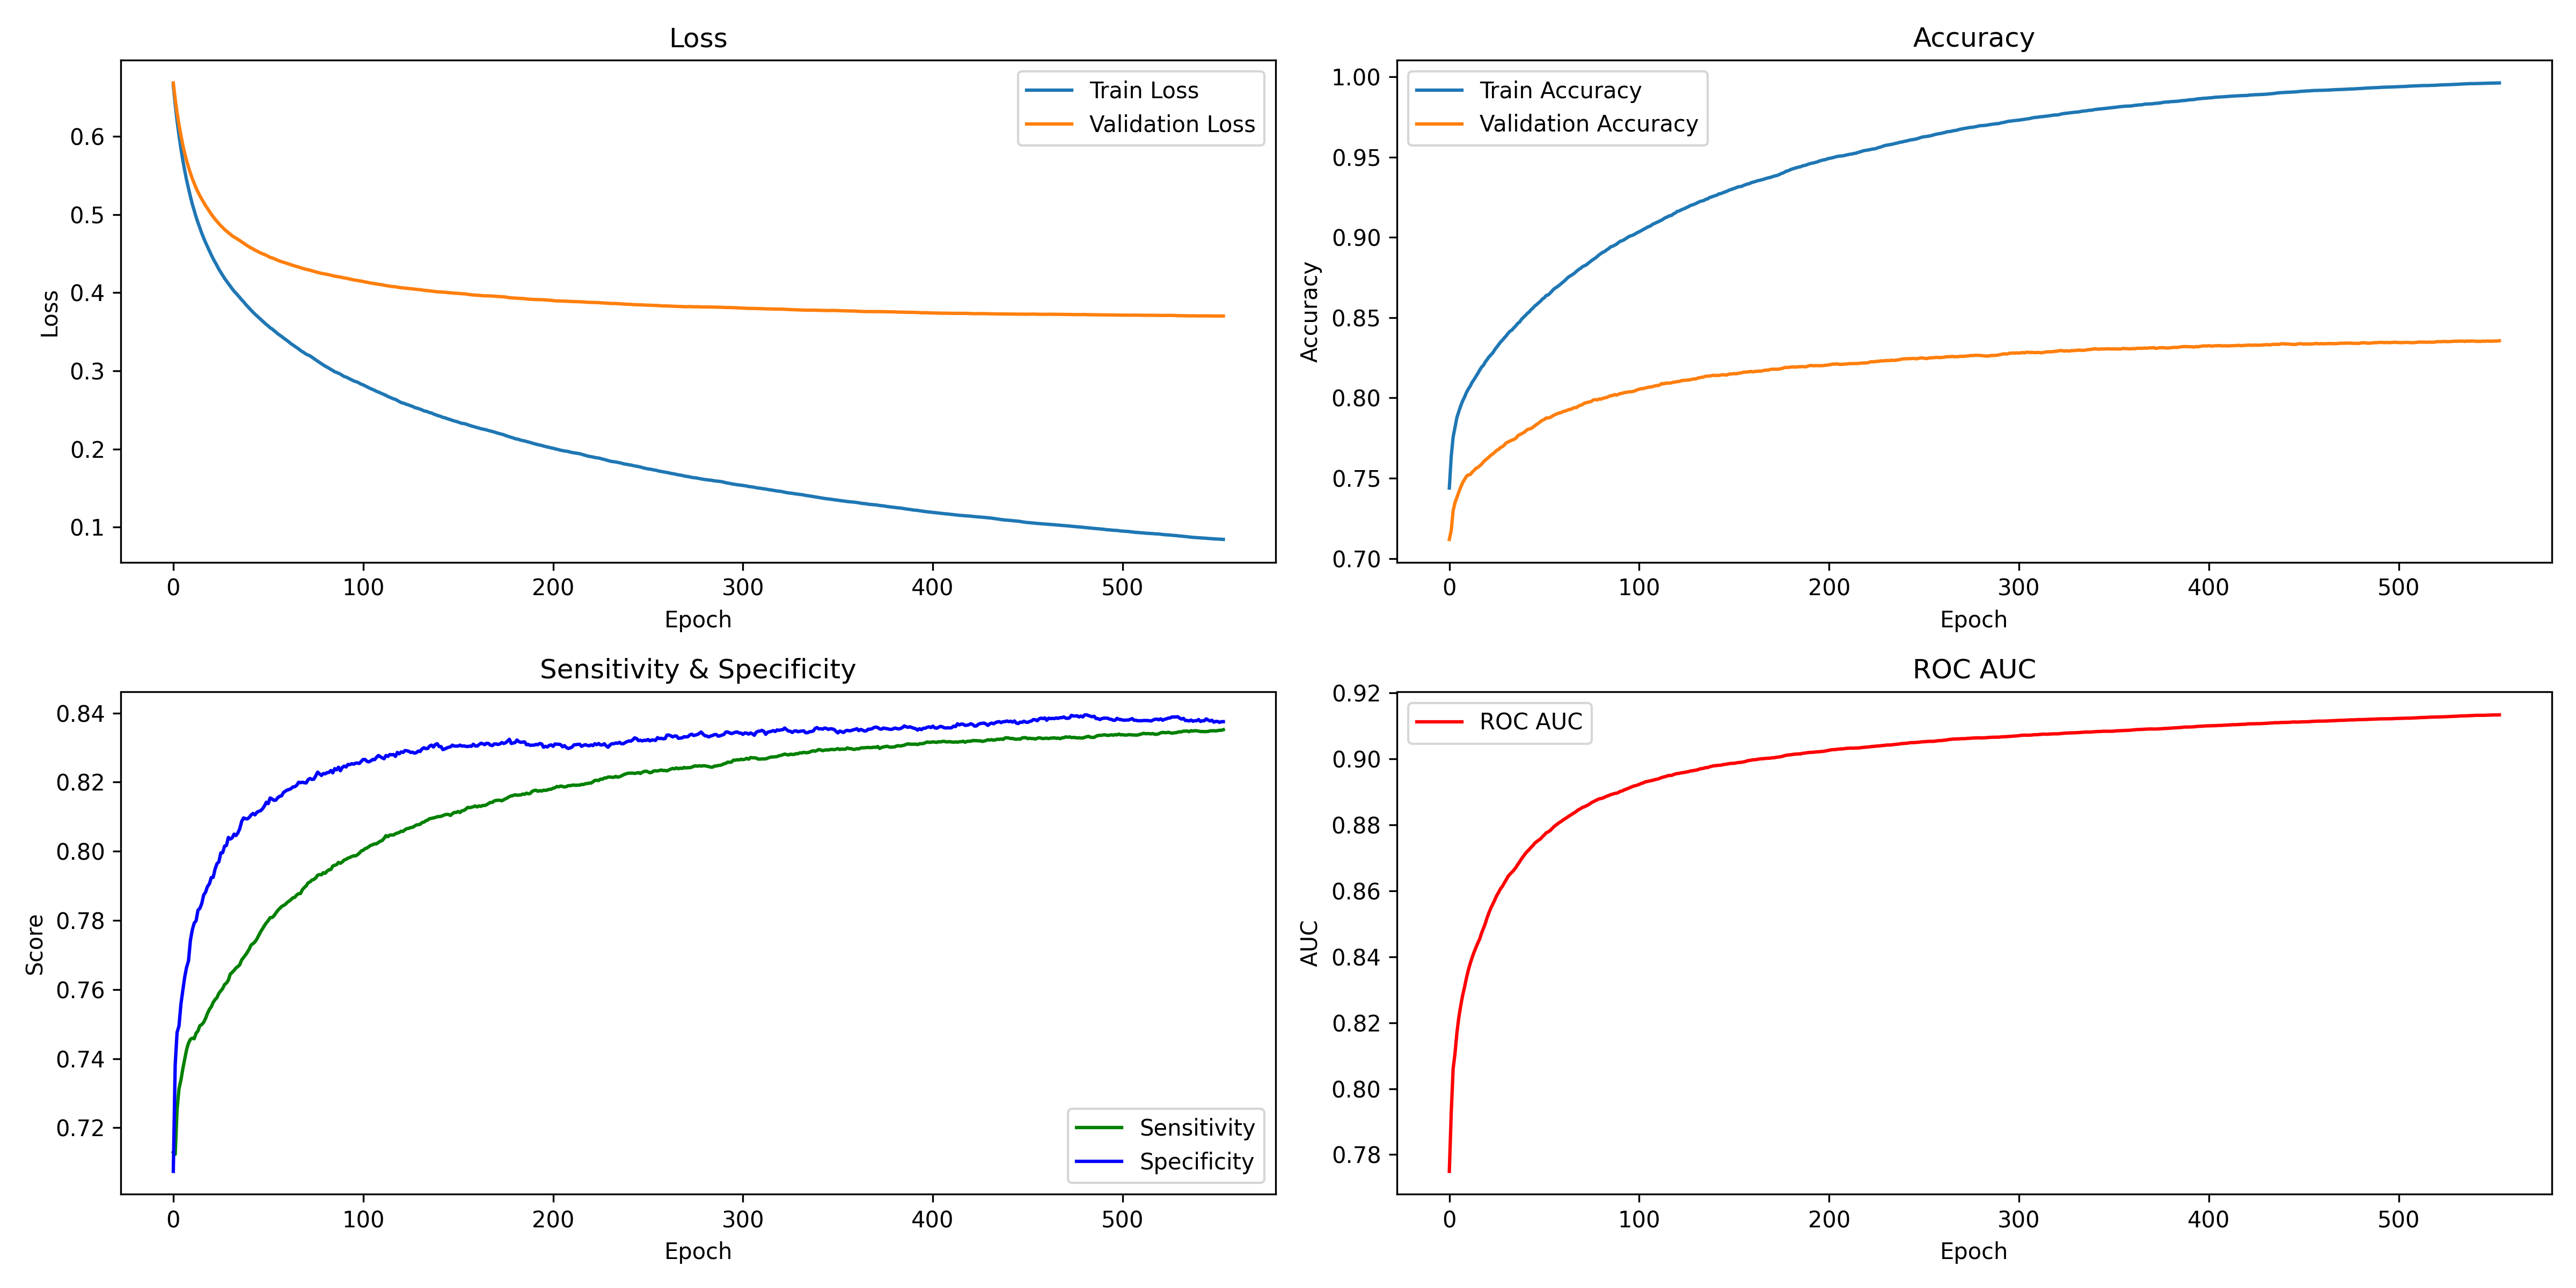 Loss
Train Loss
Validation Loss
0.6
0.5
0.4
0.3
0.2
0.1
Loss
0 100 200 300 400 500
Epoch
Accuracy
Train Accuracy
Validation Accuracy
1.00
0.95
0.90
0.85
0.80
0.75
0.70
Accuracy
0 100 200 300 400 500
Epoch
Sensitivity & Specificity
0.84
0.82
0.80
0.78
0.76
0.74
0.72
Score
Sensitivity
Specificity
0 100 200 300 400 500
Epoch
ROC AUC
ROC AUC
0.92
0.90
0.88
0.86
0.84
0.82
0.80
0.78
AUC
0 100 200 300 400 500
Epoch